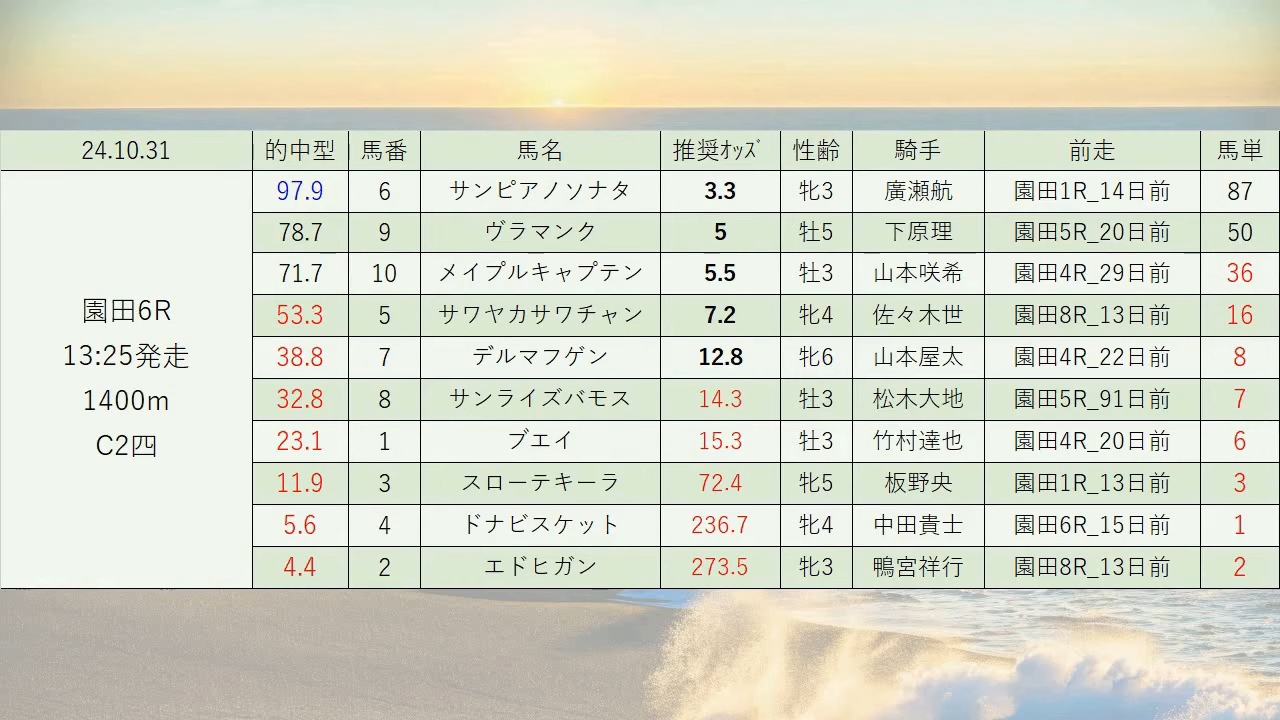 24.10.31 的中型 馬番 馬名 推奨ｵｯｽﾞ 性齢 騎手 前走 馬単
園田6R
13:25発走
1400m
C2四
97.9 6 サンピアノソナタ 3.3 牝3 廣瀬航 園田1R_14日前 87
78.7 9 ヴラマンク 5 牡5 下原理 園田5R_20日前 50
71.7 10 メイプルキャプテン 5.5 牡3 山本咲希 園田4R_29日前 36
53.3 5 サワヤカサワチャン 7.2 牝4 佐々木世 園田8R_13日前 16
38.8 7 デルマフゲン 12.8 牝6 山本屋太 園田4R_22日前 8
32.8 8 サンライズバモス 14.3 牡3 松木大地 園田5R_91日前 7
23.1 1 ブエイ 15.3 牡3 竹村達也 園田4R_20日前 6
11.9 3 スローテキーラ 72.4 牝5 板野央 園田1R_13日前 3
5.6 4 ドナビスケット 236.7 牝4 中田貴士 園田6R_15日前 1
4.4 2 エドヒガン 273.5 牝3 鴨宮祥行 園田8R_13日前 2